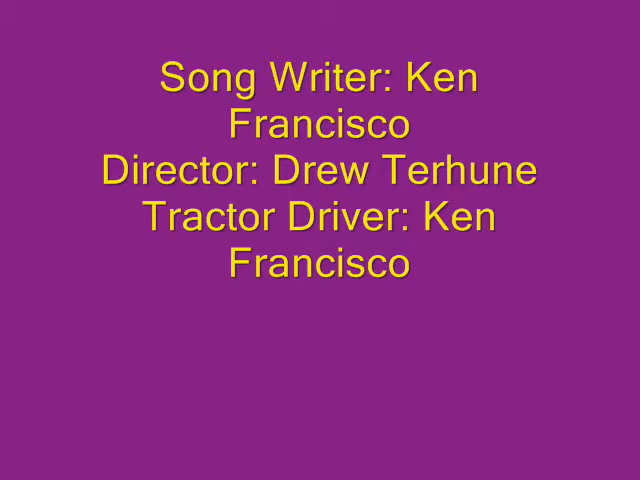 Song Writer: Ken
Francisco
Director: Drew Terhune
Tractor Driver: Ken
Francisco